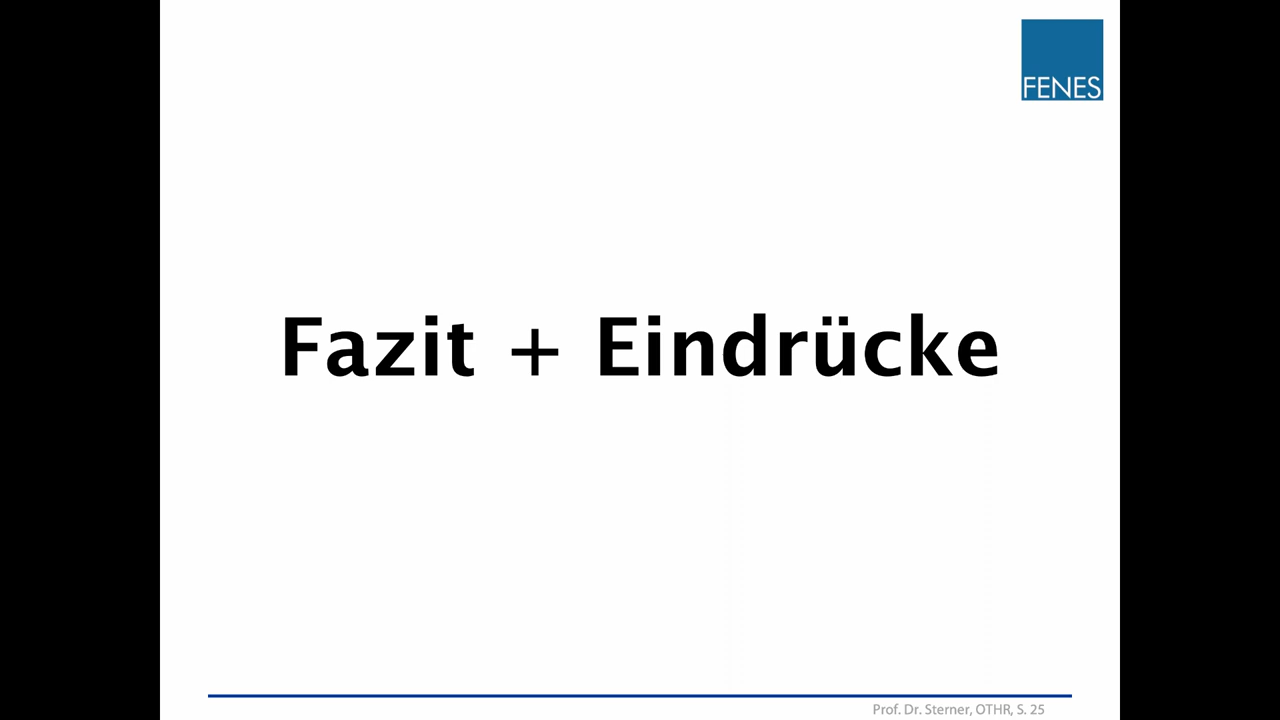 FENES
Fazit + Eindrücke
Prof. Dr. Sterner, OTHR, S. 25